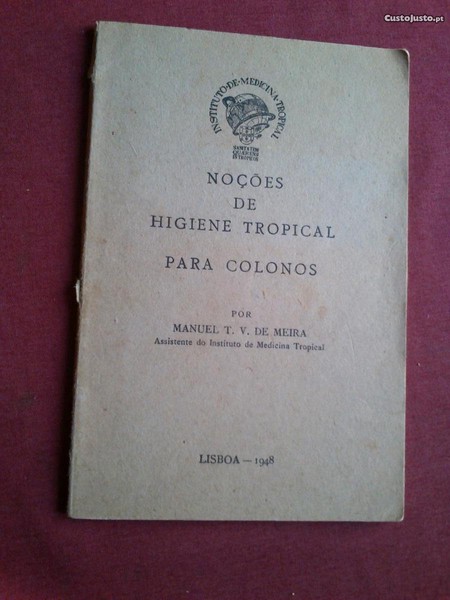 CustoJusto.pt
INSTITUTO·DE·MEDICINA·TROPICAL
NOÇÕES
DE
HIGIENE TROPICAL
PARA COLONOS
POR
MANUEL T. V. DE MEIRA
Assistente do Instituto de Medicina Tropical
LISBOA — 1948